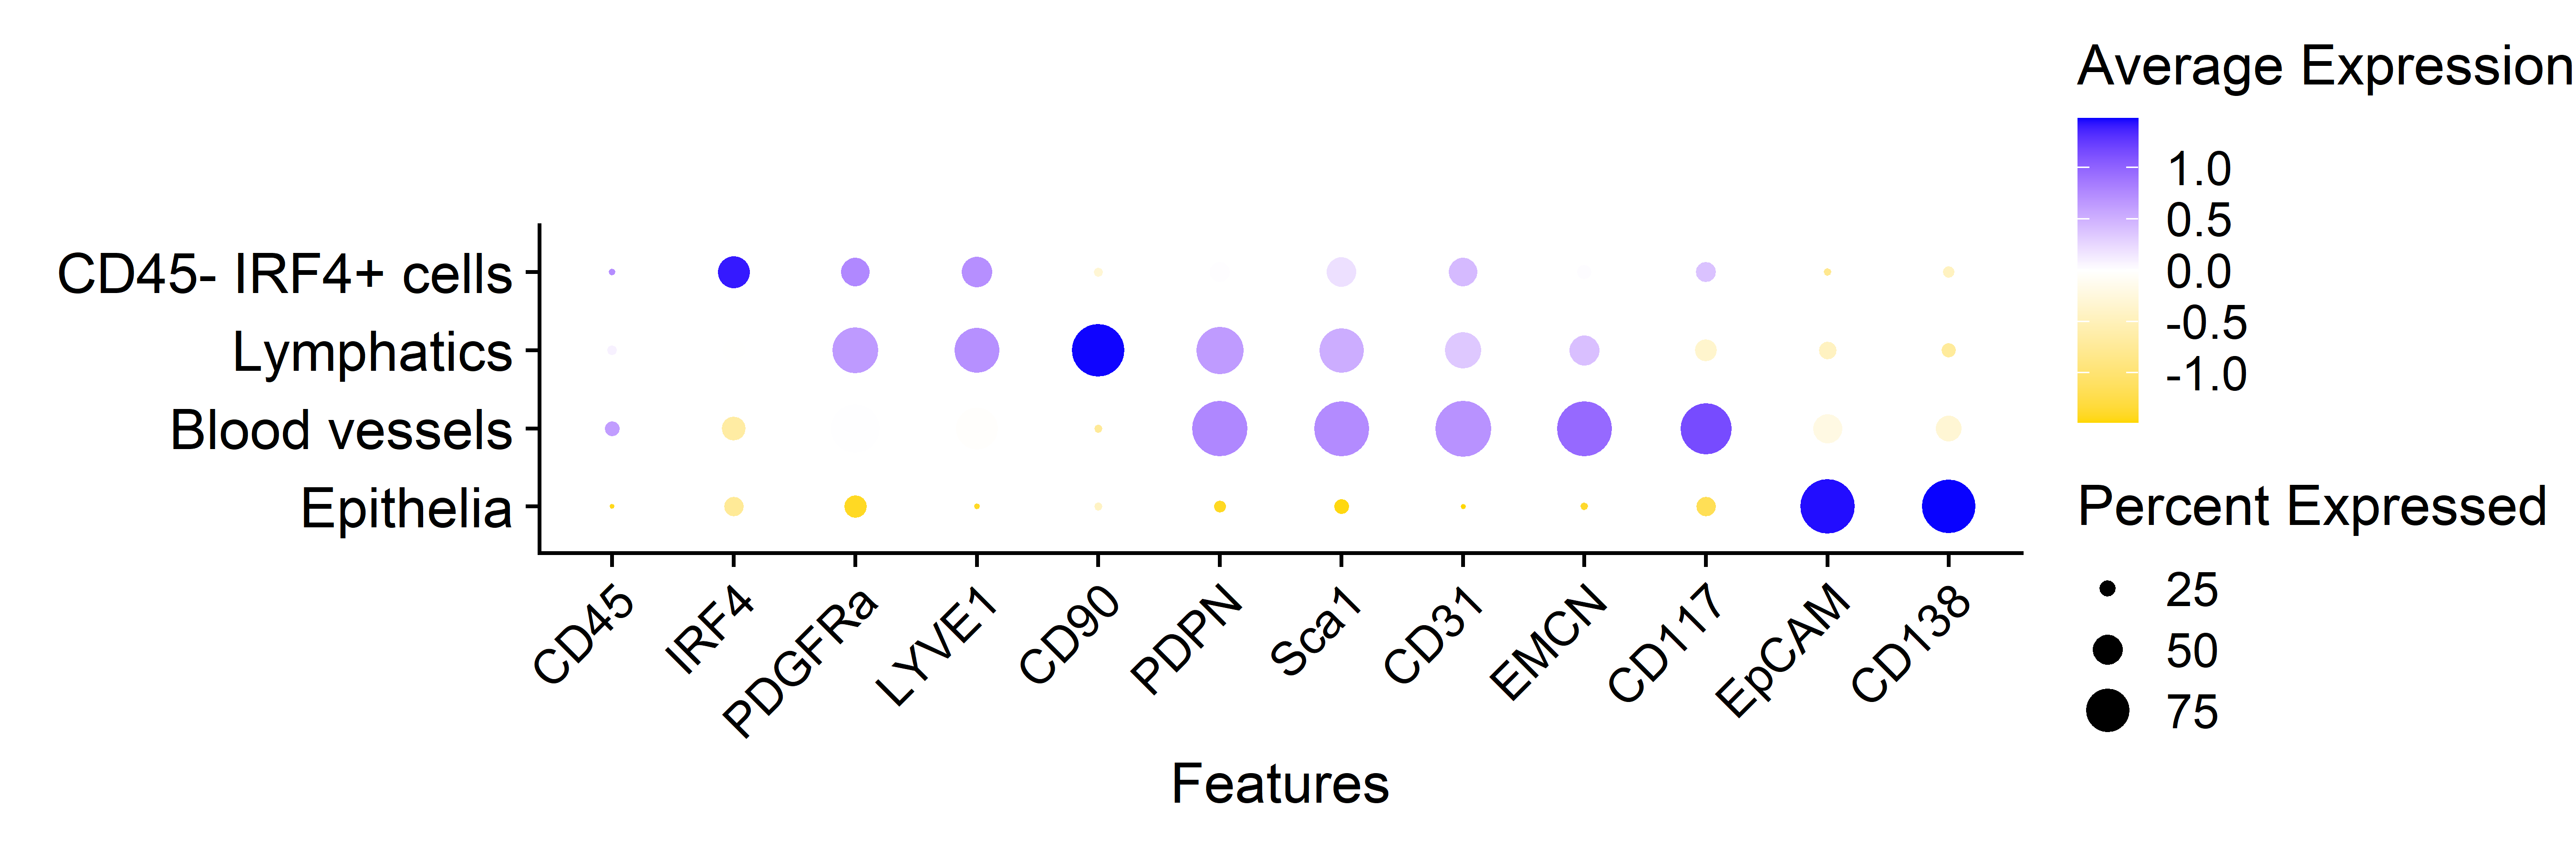 Average Expression
1.0
0.5
0.0
-0.5
-1.0
Percent Expressed
25
50
75
CD45- IRF4+ cells
Lymphatics
Blood vessels
Epithelia
CD45
IRF4
PDGFRa
LYVE1
CD90
PDPN
Sca1
CD31
EMCN
CD117
EpCAM
CD138
Features